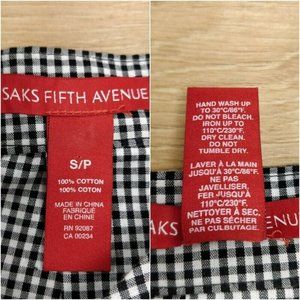 SAKS FIFTH AVENUE
S/P
100% COTTON
100% COTON
MADE IN CHINA
FABRIQUÉ EN
EN CHINE
RN 92087
CA 00234
HAND WASH UP
TO 30°C/86°F.
DO NOT BLEACH.
IRON UP TO
110°C/230°F.
DRY CLEAN.
DO NOT
TUMBLE DRY.
LAVER À LA MAIN
JUSQU'À 30°C/86°F.
NE PAS
JAVELLISER,
FER JUSQU'À
110°C/230°F.
NETTOYER À SEC.
NE PAS SÉCHER
PAR CULBUTAGE.
AKS
AVENUE